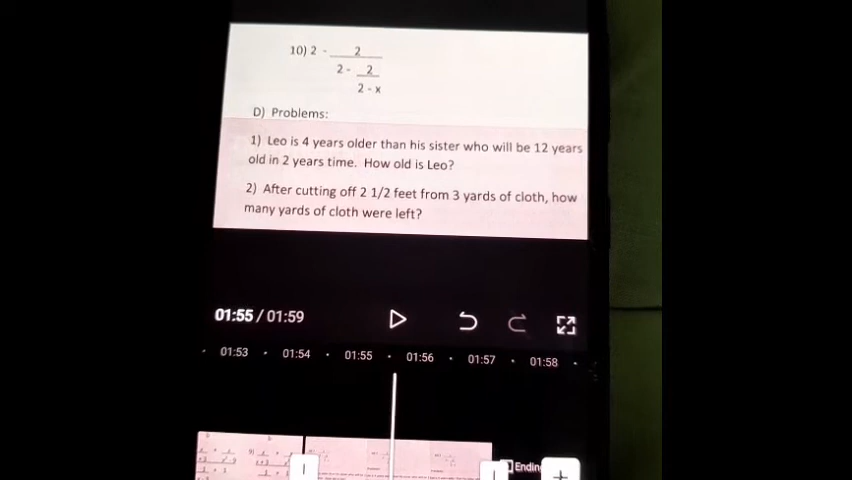 10) 2 - 2
2 - 2
2 - x
D) Problems:
1) Leo is 4 years older than his sister who will be 12 years
old in 2 years time. How old is Leo?
2) After cutting off 2 1/2 feet from 3 yards of cloth, how
many yards of cloth were left?
01:55 / 01:59
01:53 01:54 01:55 01:56 01:57 01:58
Ending